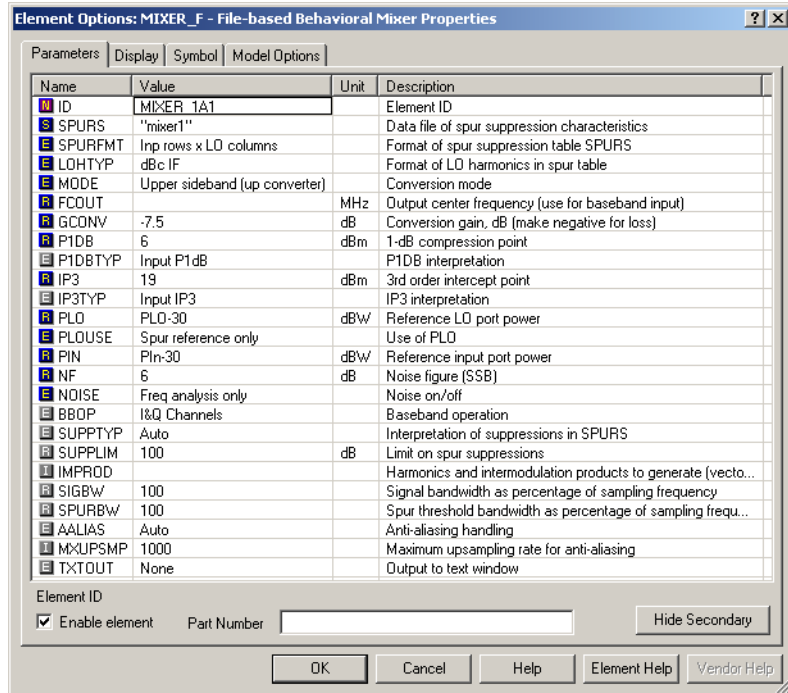 Element Options: MIXER_F - File-based Behavioral Mixer Properties
Parameters Display Symbol Model Options
Name Value Unit Description
N ID MIXER_1A1 Element ID
S SPURS "mixer1" Data file of spur suppression characteristics
E SPURFMT Inp rows x LO columns Format of spur suppression table SPURS
E LOHTYP dBc IF Format of LO harmonics in spur table
E MODE Upper sideband (up converter) Conversion mode
R FCOUT MHz Output center frequency (use for baseband input)
R GCONV -7.5 dB Conversion gain, dB (make negative for loss)
R P1DB 6 dBm 1-dB compression point
E P1DBTYP Input P1dB P1DB interpretation
R IP3 19 dBm 3rd order intercept point
E IP3TYP Input IP3 IP3 interpretation
R PLO PLO-30 dBW Reference LO port power
E PLOUSE Spur reference only Use of PLO
R PIN PIn-30 dBW Reference input port power
R NF 6 dB Noise figure (SSB)
E NOISE Freq analysis only Noise on/off
E BBOP I&Q Channels Baseband operation
E SUPPTYP Auto Interpretation of suppressions in SPURS
R SUPPLIM 100 dB Limit on spur suppressions
I IMPROD Harmonics and intermodulation products to generate (vecto...
R SIGBW 100 Signal bandwidth as percentage of sampling frequency
R SPURBW 100 Spur threshold bandwidth as percentage of sampling frequ...
E AALIAS Auto Anti-aliasing handling
I MXUPSMP 1000 Maximum upsampling rate for anti-aliasing
E TXTOUT None Output to text window
Element ID
Enable element Part Number Hide Secondary
OK Cancel Help Element Help Vendor Help